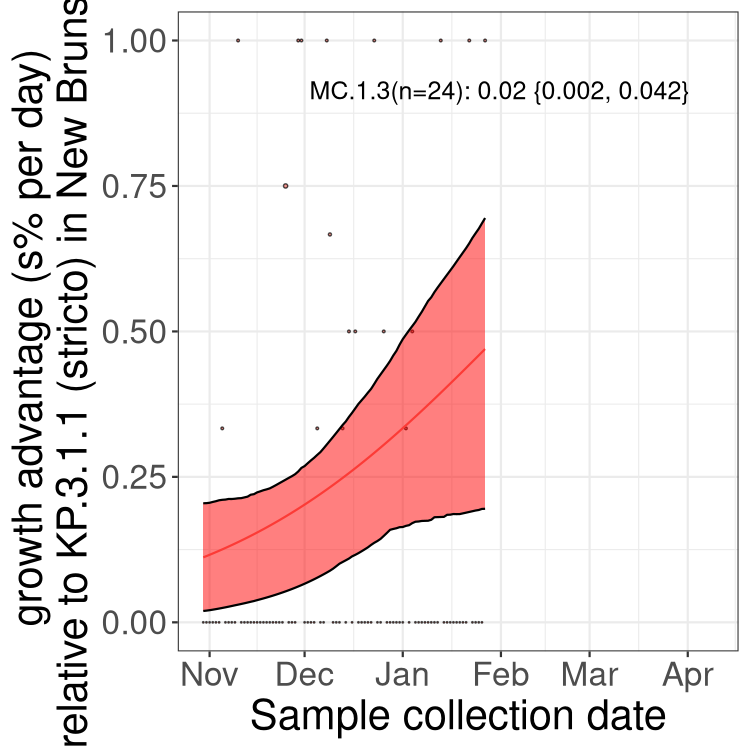 growth advantage (s% per day)
relative to KP.3.1.1 (stricto) in New Bruns
1.00
0.75
0.50
0.25
0.00
MC.1.3(n=24): 0.02 {0.002, 0.042}
Nov Dec Jan Feb Mar Apr
Sample collection date